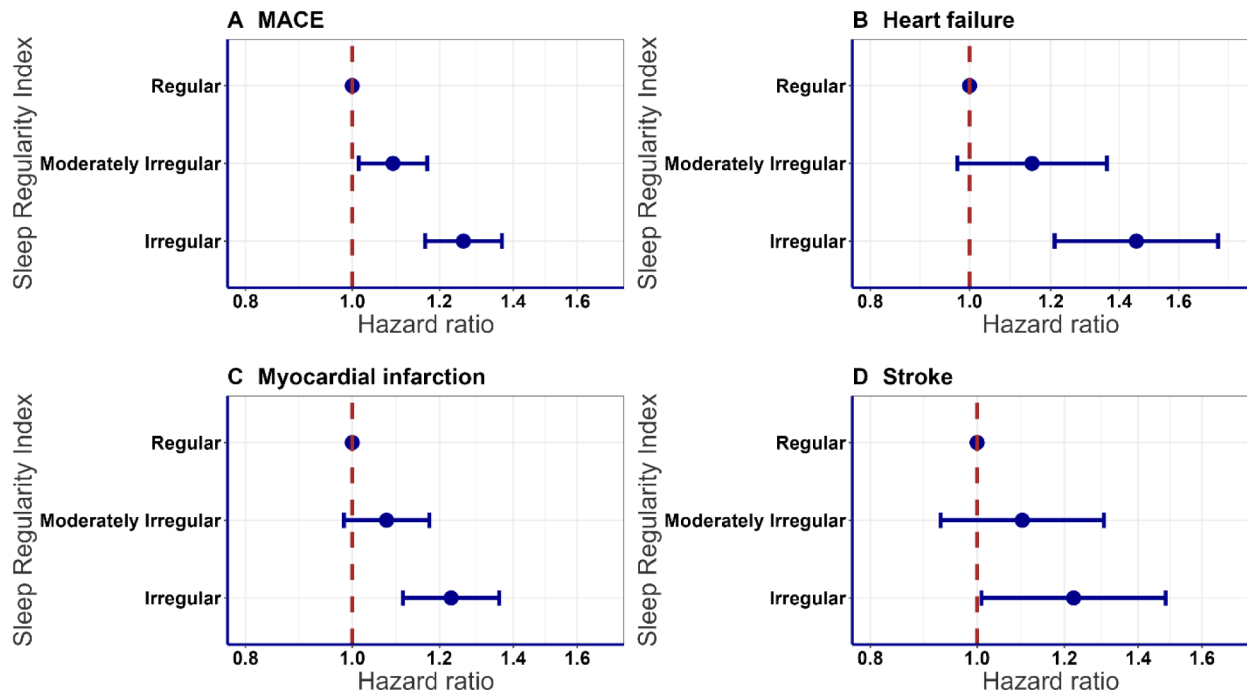 A MACE
Sleep Regularity Index
Regular
Moderately Irregular
Irregular
0.8 1.0 1.2 1.4 1.6
Hazard ratio
B Heart failure
Sleep Regularity Index
Regular
Moderately Irregular
Irregular
0.8 1.0 1.2 1.4 1.6
Hazard ratio
C Myocardial infarction
Sleep Regularity Index
Regular
Moderately Irregular
Irregular
0.8 1.0 1.2 1.4 1.6
Hazard ratio
D Stroke
Sleep Regularity Index
Regular
Moderately Irregular
Irregular
0.8 1.0 1.2 1.4 1.6
Hazard ratio